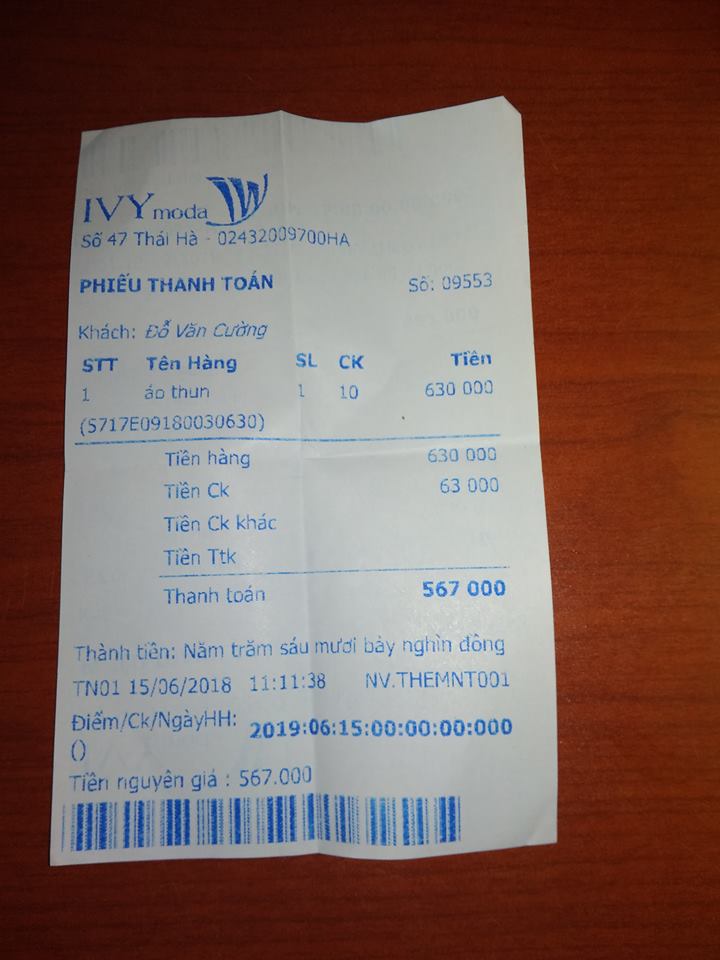 IVY moda
Số 47 Thái Hà - 02432009700HA
PHIẾU THANH TOÁN Số: 09553
Khách: Đỗ Văn Cường
STT Tên Hàng SL CK Tiền
1 áo thun 1 10 630 000
(S717E09180030630)
Tiền hàng 630 000
Tiền Ck 63 000
Tiền Ck khác
Tiền Ttk
Thanh toán 567 000
Thành tiền: Năm trăm sáu mươi bảy nghìn đồng
TN01 15/06/2018 11:11:38 NV.THEMNT001
Điểm/Ck/NgàyHH: 2019:06:15:00:00:00:000
()
Tiền nguyên giá : 567.000